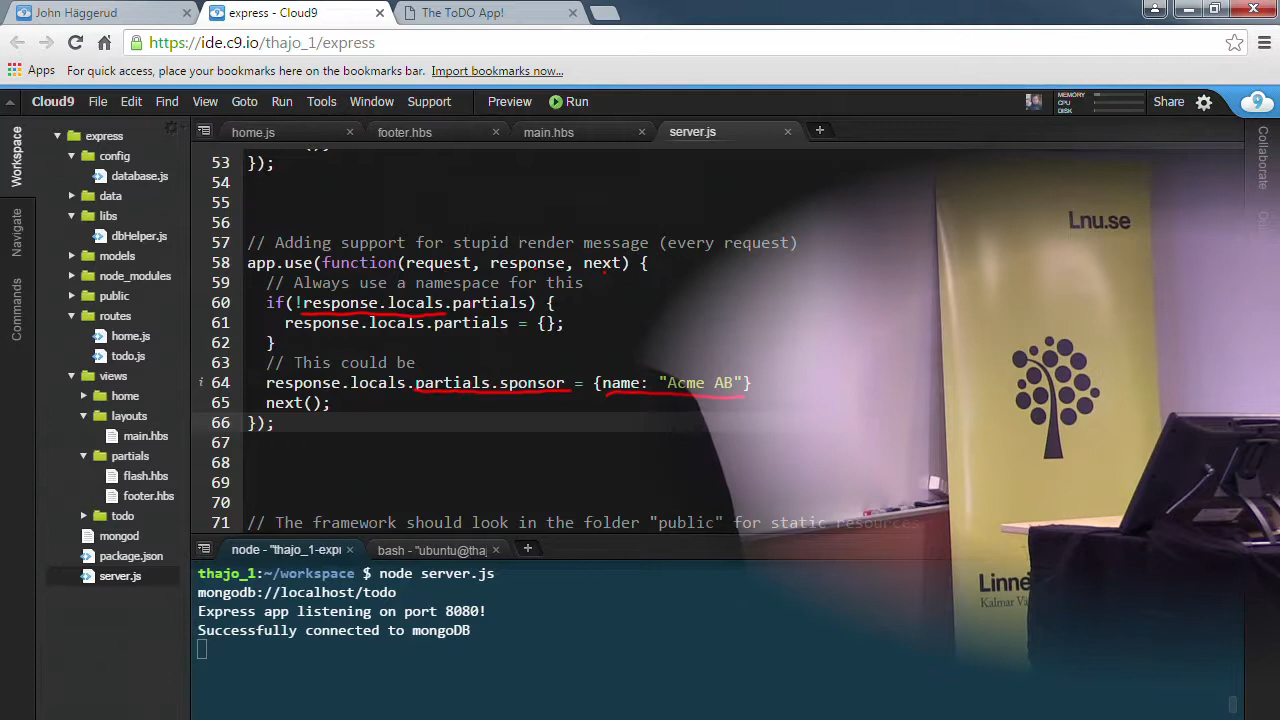 John Häggerud
express - Cloud9
The ToDO App!
https://ide.c9.io/thajo_1/express
Apps For quick access, place your bookmarks here on the bookmarks bar. Import bookmarks now...
Cloud9 File Edit Find View Goto Run Tools Window Support Preview Run MEMORY CPU DISK Share
Workspace
Navigate
Commands
express
config
database.js
data
libs
dbHelper.js
models
node_modules
public
routes
home.js
todo.js
views
home
layouts
main.hbs
partials
flash.hbs
footer.hbs
todo
mongod
package.json
server.js
home.js footer.hbs main.hbs server.js
53 });
54
55
56
57 // Adding support for stupid render message (every request)
58 app.use(function(request, response, next) {
59 // Always use a namespace for this
60 if(!response.locals.partials) {
61 response.locals.partials = {};
62 }
63 // This could be
64 response.locals.partials.sponsor = {name: "Acme AB"}
65 next();
66 });
67
68
69
70
71 // The framework should look in the folder "public" for static resources
node - "thajo_1-expr bash - "ubuntu@thaj
thajo_1:~/workspace $ node server.js
mongodb://localhost/todo
Express app listening on port 8080!
Successfully connected to mongoDB
Collaborate
Lnu.se
Linne
Kalmar Vä